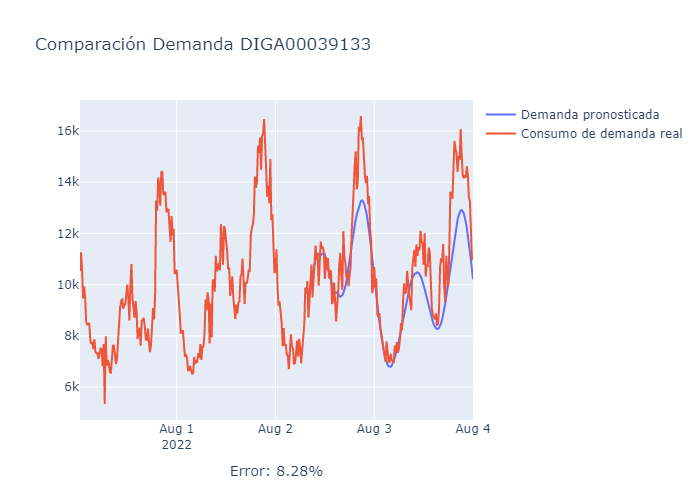 Comparación Demanda DIGA00039133
Demanda pronosticada
Consumo de demanda real
16k
14k
12k
10k
8k
6k
Aug 1
2022
Aug 2
Aug 3
Aug 4
Error: 8.28%